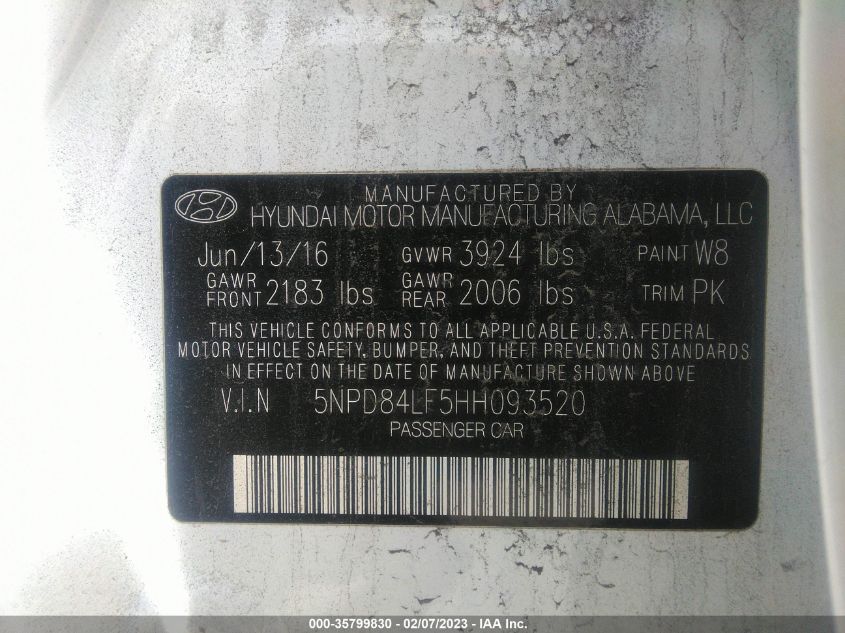 MANUFACTURED BY
HYUNDAI MOTOR MANUFACTURING ALABAMA, LLC
Jun/13/16 GVWR 3924 lbs PAINT W8
GAWR FRONT 2183 lbs GAWR REAR 2006 lbs TRIM PK
THIS VEHICLE CONFORMS TO ALL APPLICABLE U.S.A. FEDERAL
MOTOR VEHICLE SAFETY, BUMPER, AND THEFT PREVENTION STANDARDS
IN EFFECT ON THE DATE OF MANUFACTURE SHOWN ABOVE
V.I.N 5NPD84LF5HH093520
PASSENGER CAR
000-35799830 - 02/07/2023 - IAA Inc.